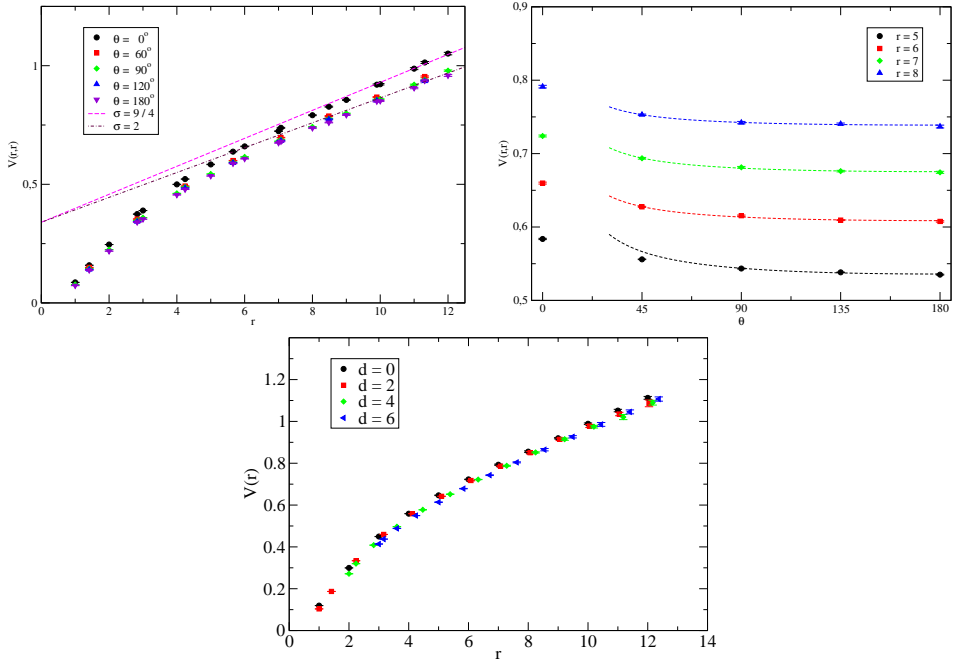 V(r,r)
1
0,5
0
θ = 0°
θ = 60°
θ = 90°
θ = 120°
θ = 180°
σ = 9 / 4
σ = 2
0 2 4 6 8 10 12
r
V(r,r)
0,9
0,8
0,7
0,6
0,5
r = 5
r = 6
r = 7
r = 8
0 45 90 135 180
θ
V(r)
1.2
1
0.8
0.6
0.4
0.2
0
d = 0
d = 2
d = 4
d = 6
0 2 4 6 8 10 12 14
r